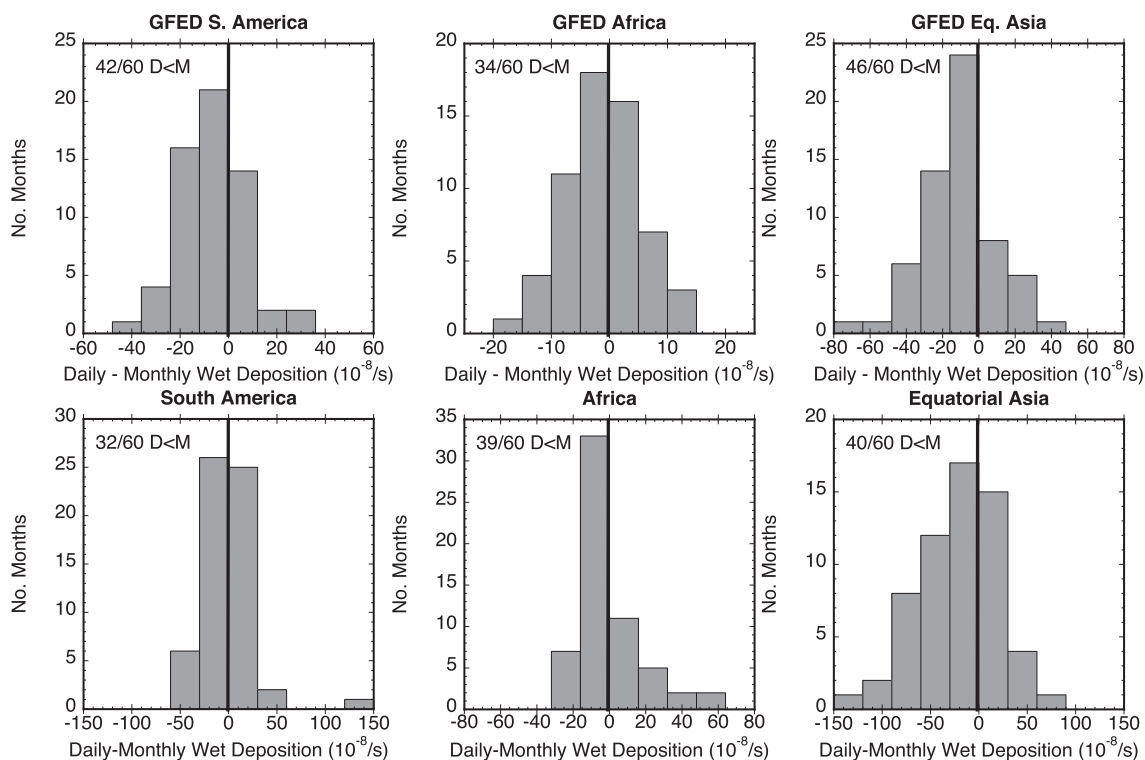 GFED S. America
25
20
15
10
5
0
No. Months
42/60 D<M
-60 -40 -20 0 20 40 60
Daily - Monthly Wet Deposition (10⁻⁸/s)
GFED Africa
20
15
10
5
0
No. Months
34/60 D<M
-20 -10 0 10 20
Daily - Monthly Wet Deposition (10⁻⁸/s)
GFED Eq. Asia
25
20
15
10
5
0
No. Months
46/60 D<M
-80 -60 -40 -20 0 20 40 60 80
Daily - Monthly Wet Deposition (10⁻⁸/s)
South America
30
25
20
15
10
5
0
No. Months
32/60 D<M
-150 -100 -50 0 50 100 150
Daily-Monthly Wet Deposition (10⁻⁸/s)
Africa
35
30
25
20
15
10
5
0
No. Months
39/60 D<M
-80 -60 -40 -20 0 20 40 60 80
Daily-Monthly Wet Deposition (10⁻⁸/s)
Equatorial Asia
20
15
10
5
0
No. Months
40/60 D<M
-150 -100 -50 0 50 100 150
Daily-Monthly Wet Deposition (10⁻⁸/s)